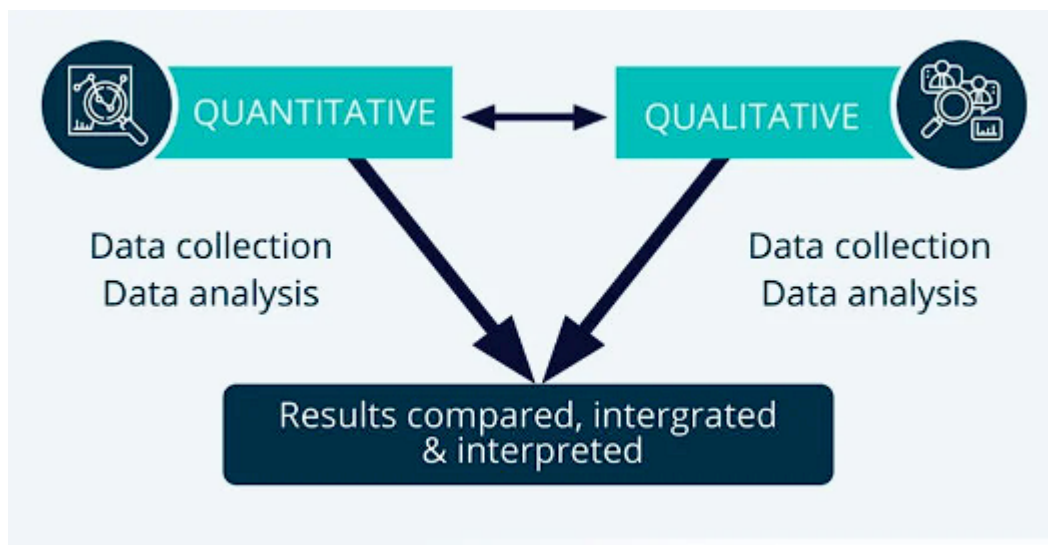 QUANTITATIVE
QUALITATIVE
Data collection
Data analysis
Data collection
Data analysis
Results compared, intergrated
& interpreted